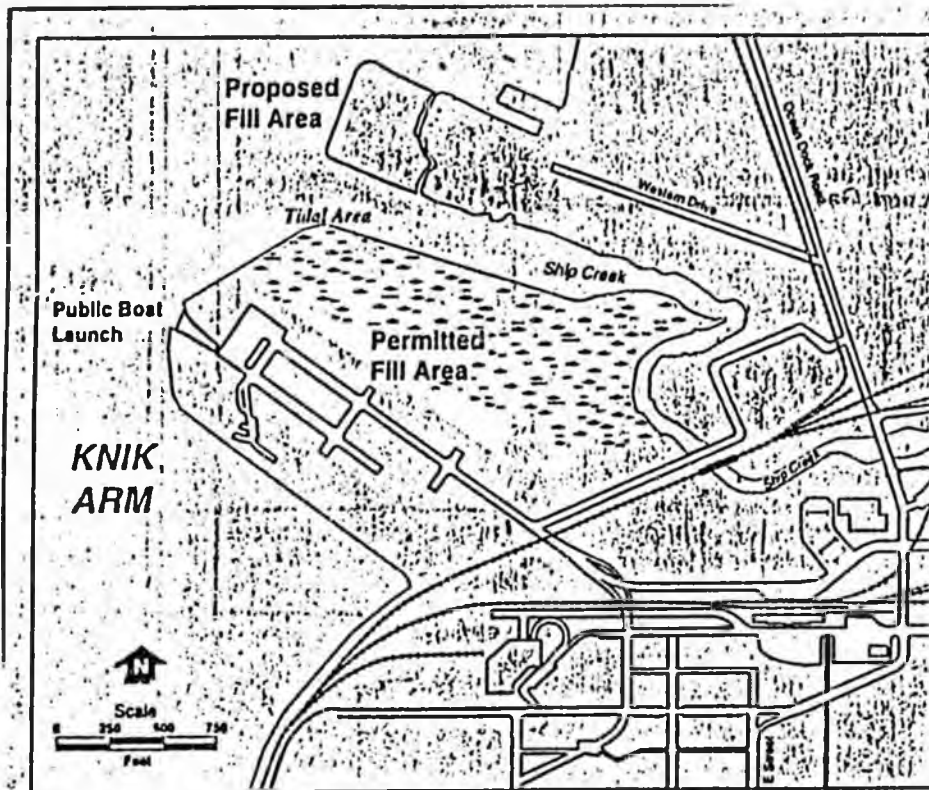 Proposed
Fill Area
Ocean Dock Road
Western Drive
Tidal Area
Ship Creek
Public Boat
Launch
Permitted
Fill Area
KNIK
ARM
Ship Creek
N
Scale
0 250 500 750
Feet
E Street